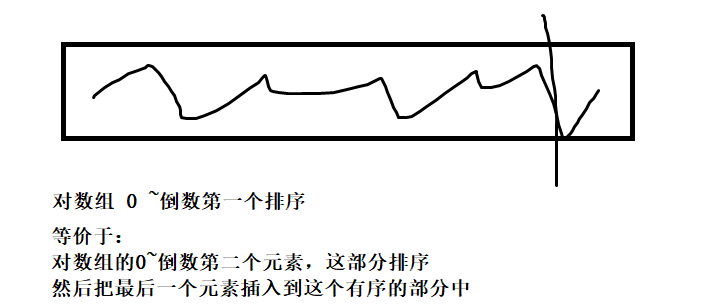 对数组 0 ~倒数第一个排序
等价于：
对数组的0~倒数第二个元素，这部分排序
然后把最后一个元素插入到这个有序的部分中